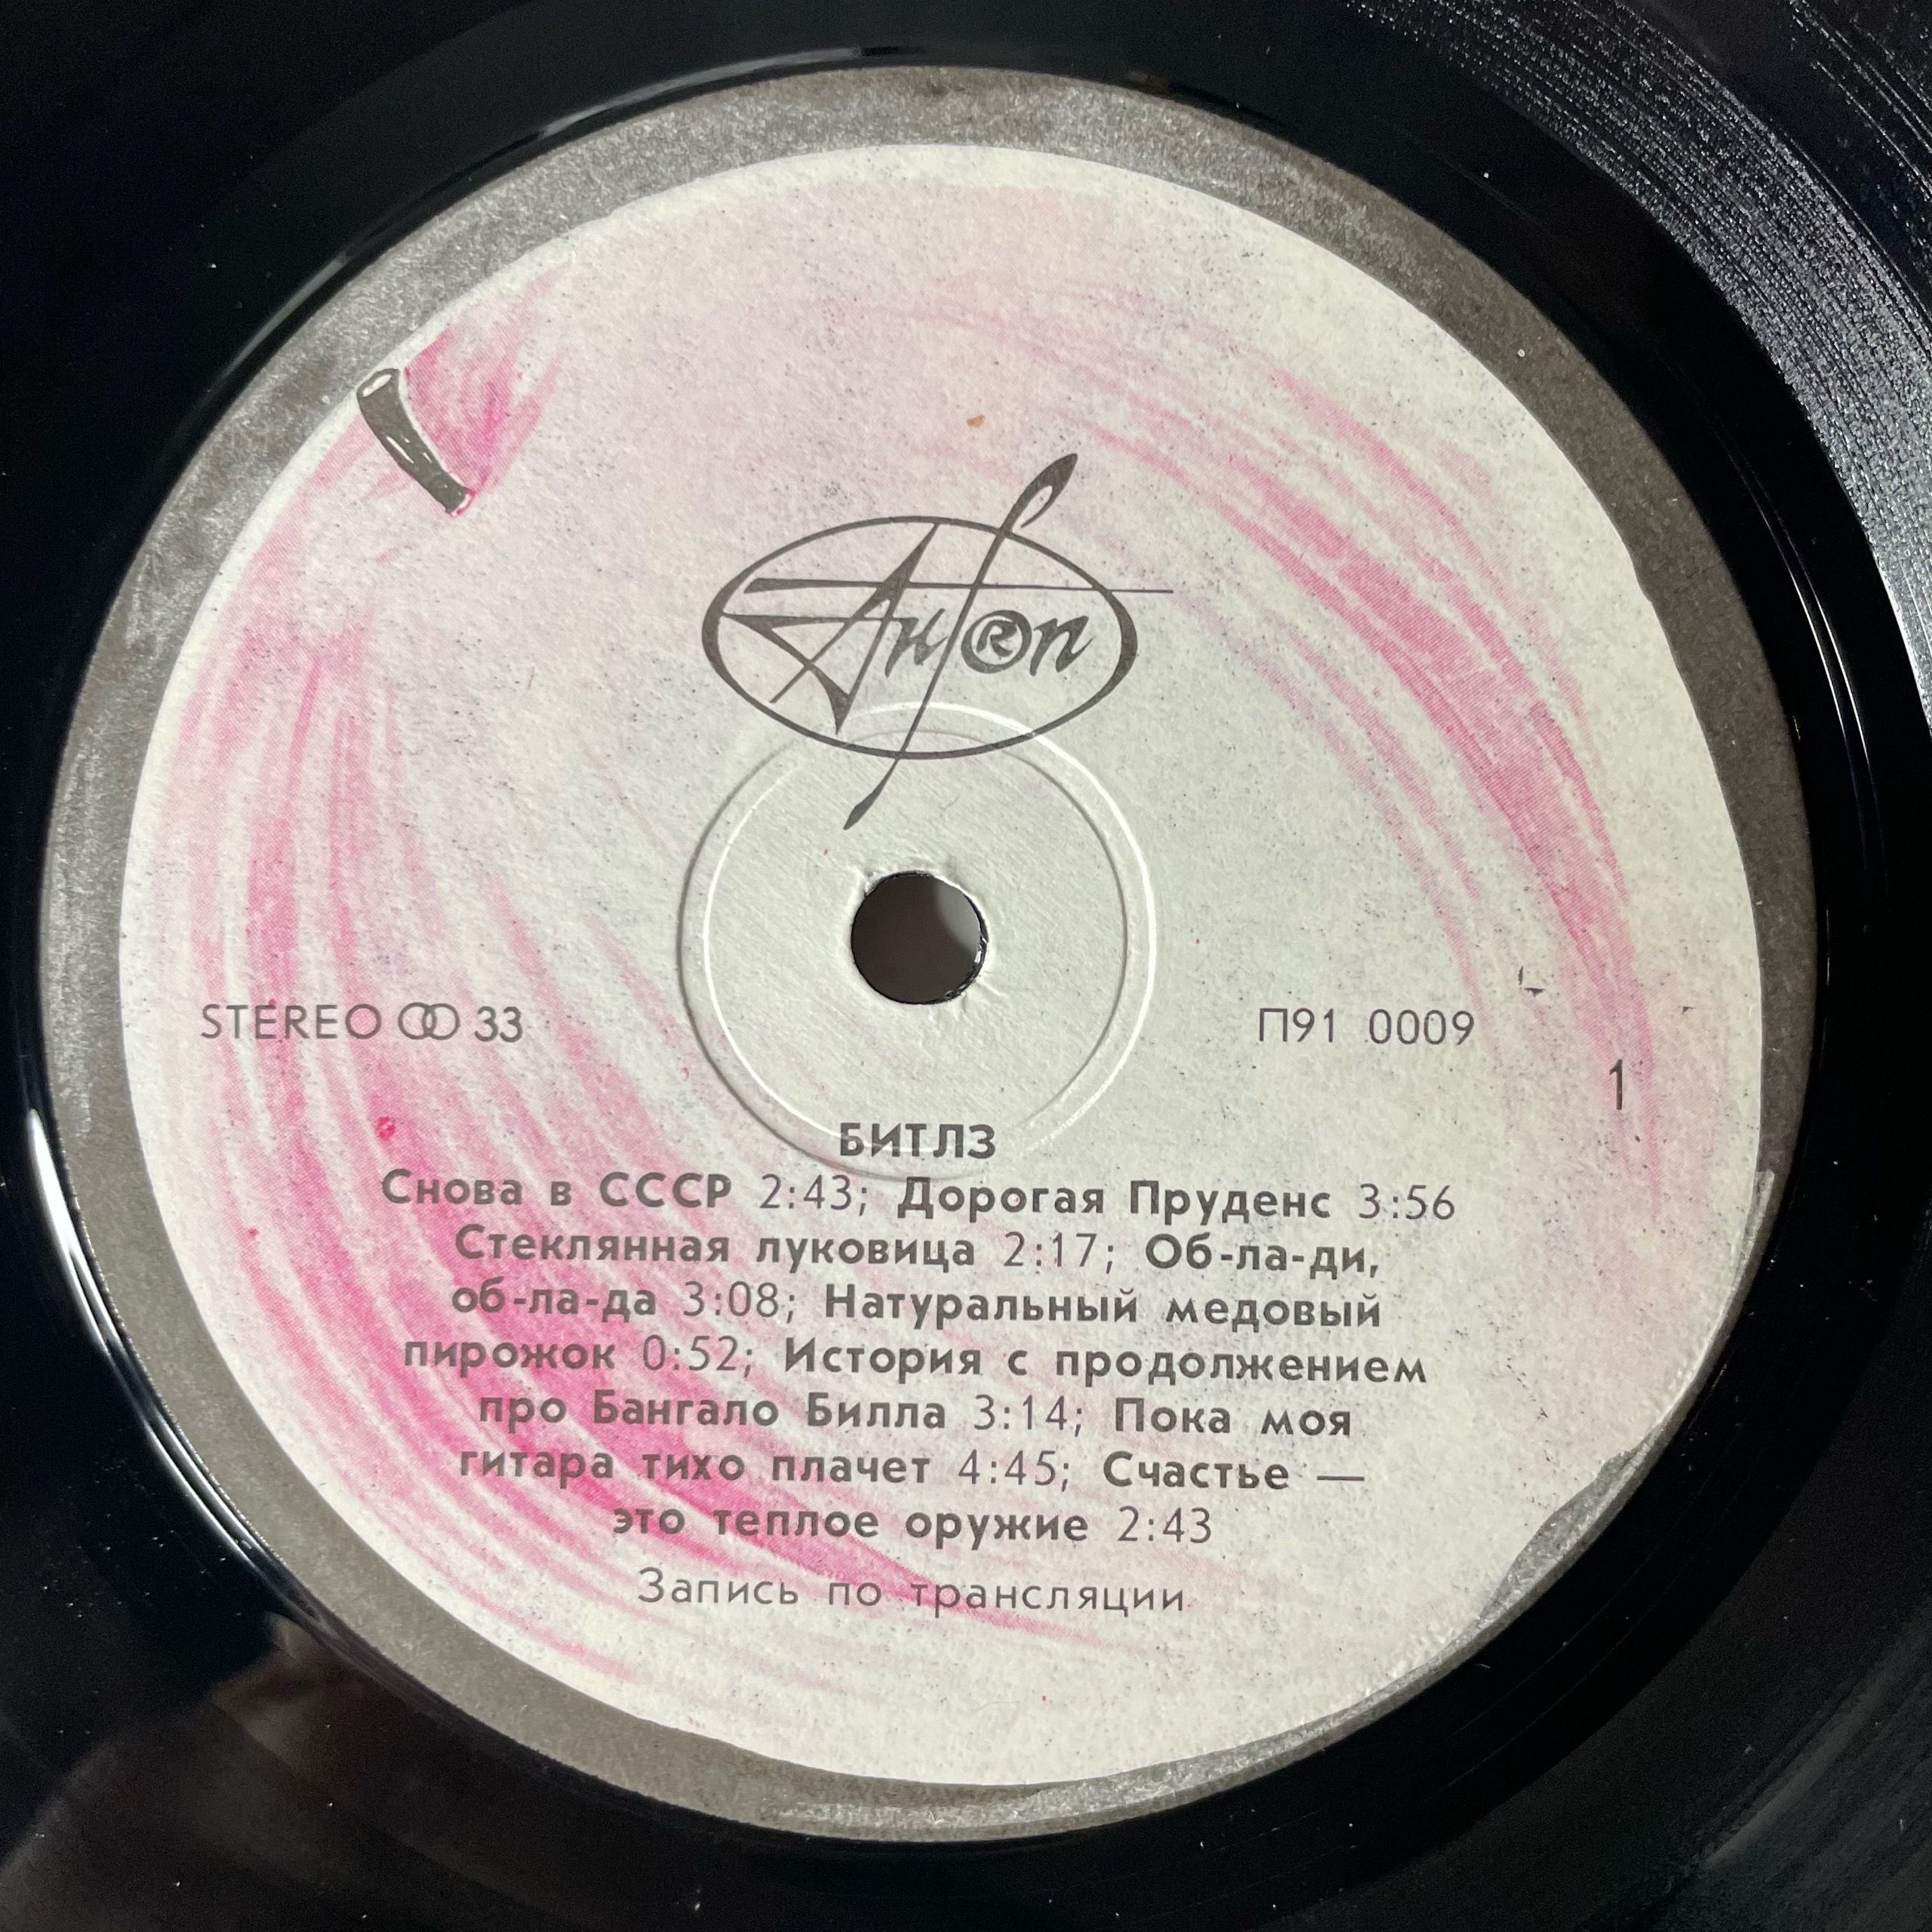 АнТ®оп
STEREO 33
П91 0009
1
БИТЛЗ
Снова в СССР 2:43; Дорогая Пруденс 3:56
Стеклянная луковица 2:17; Об-ла-ди,
об-ла-да 3:08; Натуральный медовый
пирожок 0:52; История с продолжением
про Бангало Билла 3:14; Пока моя
гитара тихо плачет 4:45; Счастье —
это теплое оружие 2:43
Запись по трансляции